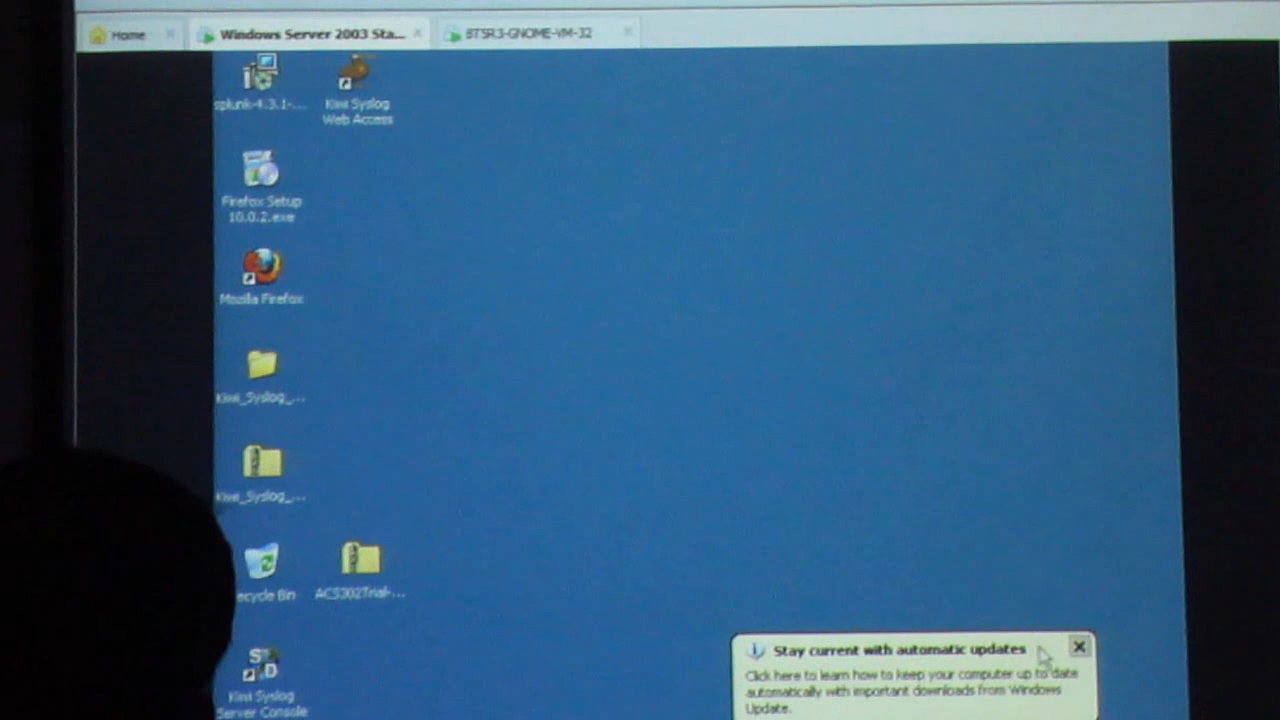 Home
Windows Server 2003 Sta...
BT5R3-GNOME-VM-32
splunk-4.3.1-...
Kiwi Syslog
Web Access
Firefox Setup
10.0.2.exe
Mozilla Firefox
Kiwi_Syslog_...
Kiwi_Syslog_...
ecycle Bin
ACS302Trial-...
Kiwi Syslog
Server Console
Stay current with automatic updates
Click here to learn how to keep your computer up to date
automatically with important downloads from Windows
Update.